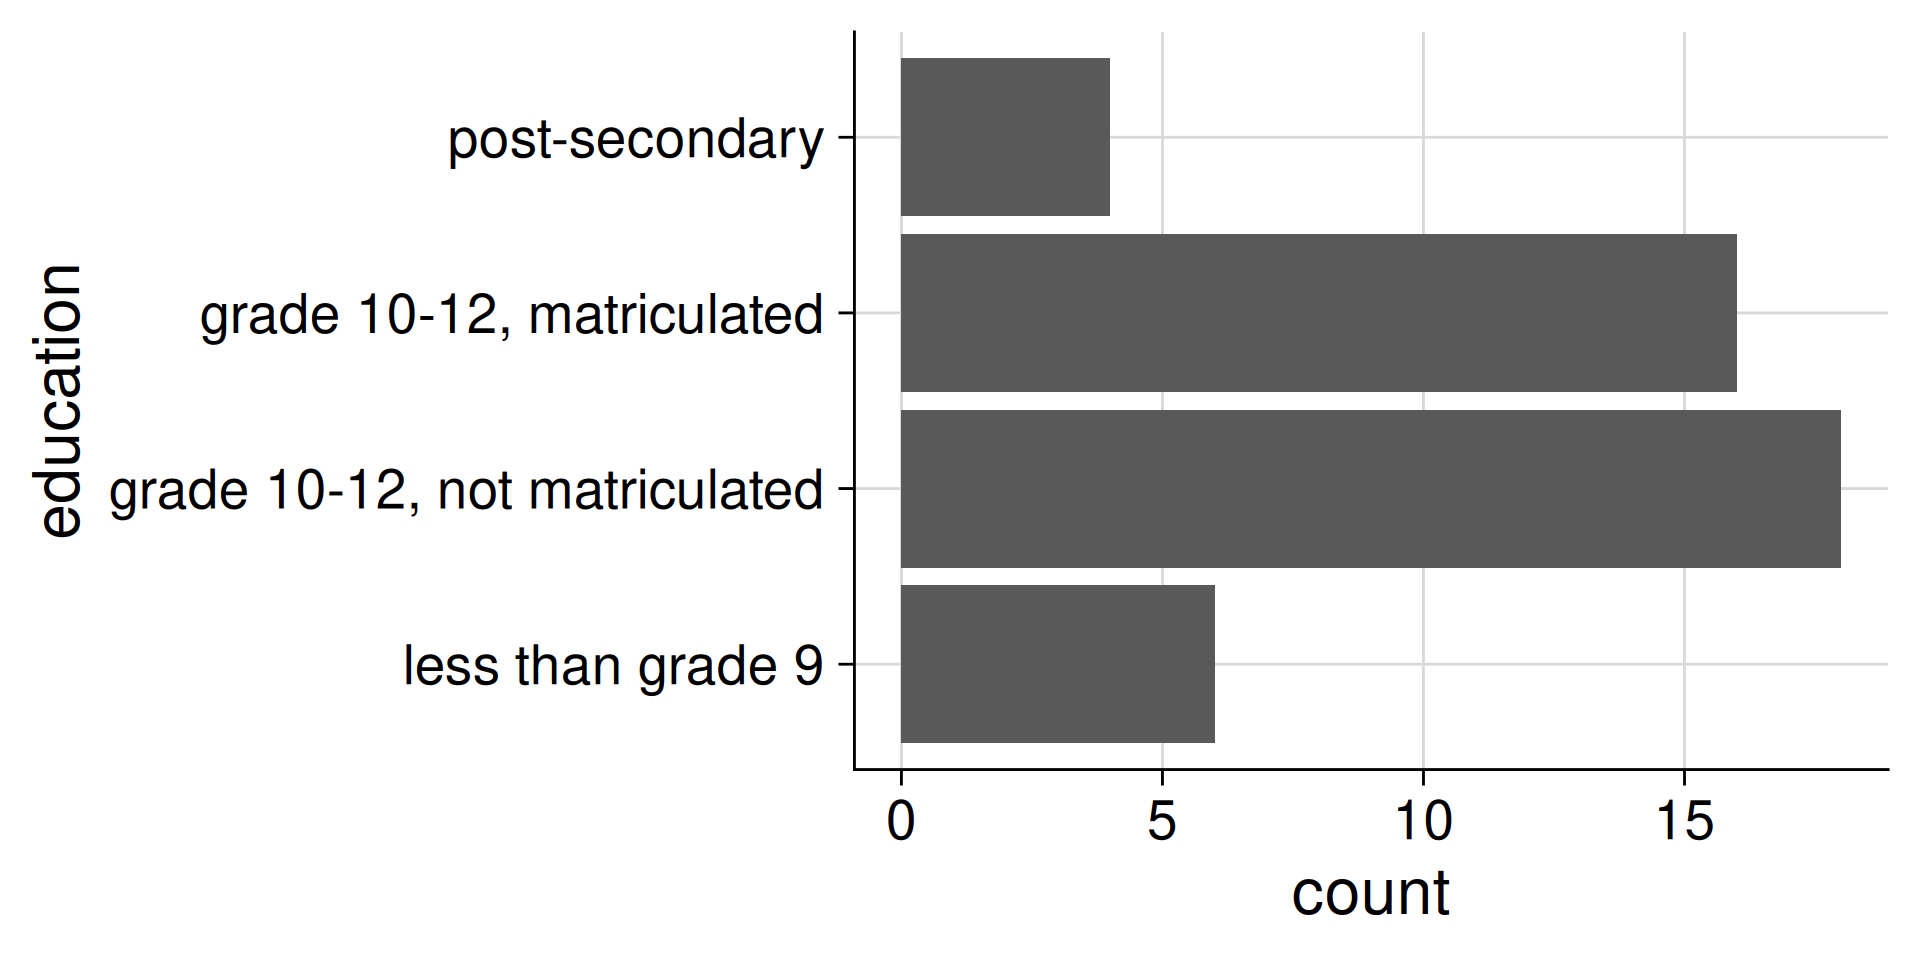 education
post-secondary
grade 10-12, matriculated
grade 10-12, not matriculated
less than grade 9
0 5 10 15
count